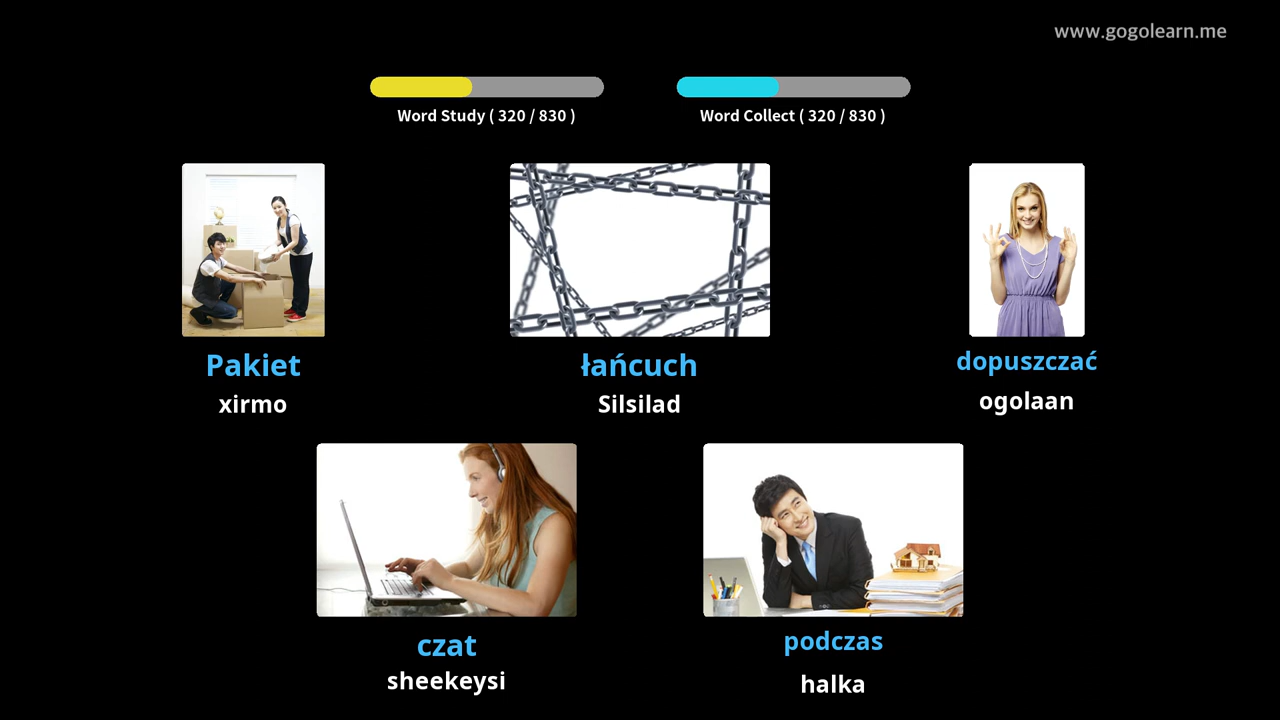 www.gogolearn.me
Word Study ( 320 / 830 )
Word Collect ( 320 / 830 )
Pakiet
xirmo
łańcuch
Silsilad
dopuszczać
ogolaan
czat
sheekeysi
podczas
halka